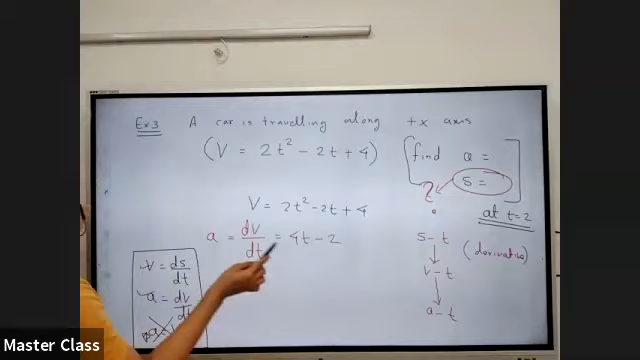 Ex3 A car is travelling along +x axis
(V = 2t² - 2t + 4)
find a =
s =
?
at t=2
V = 2t² - 2t + 4
a = dV/dt = 4t - 2
s - t
(derivative)
v - t
a - t
v = ds/dt
a = dv/dt
Master Class